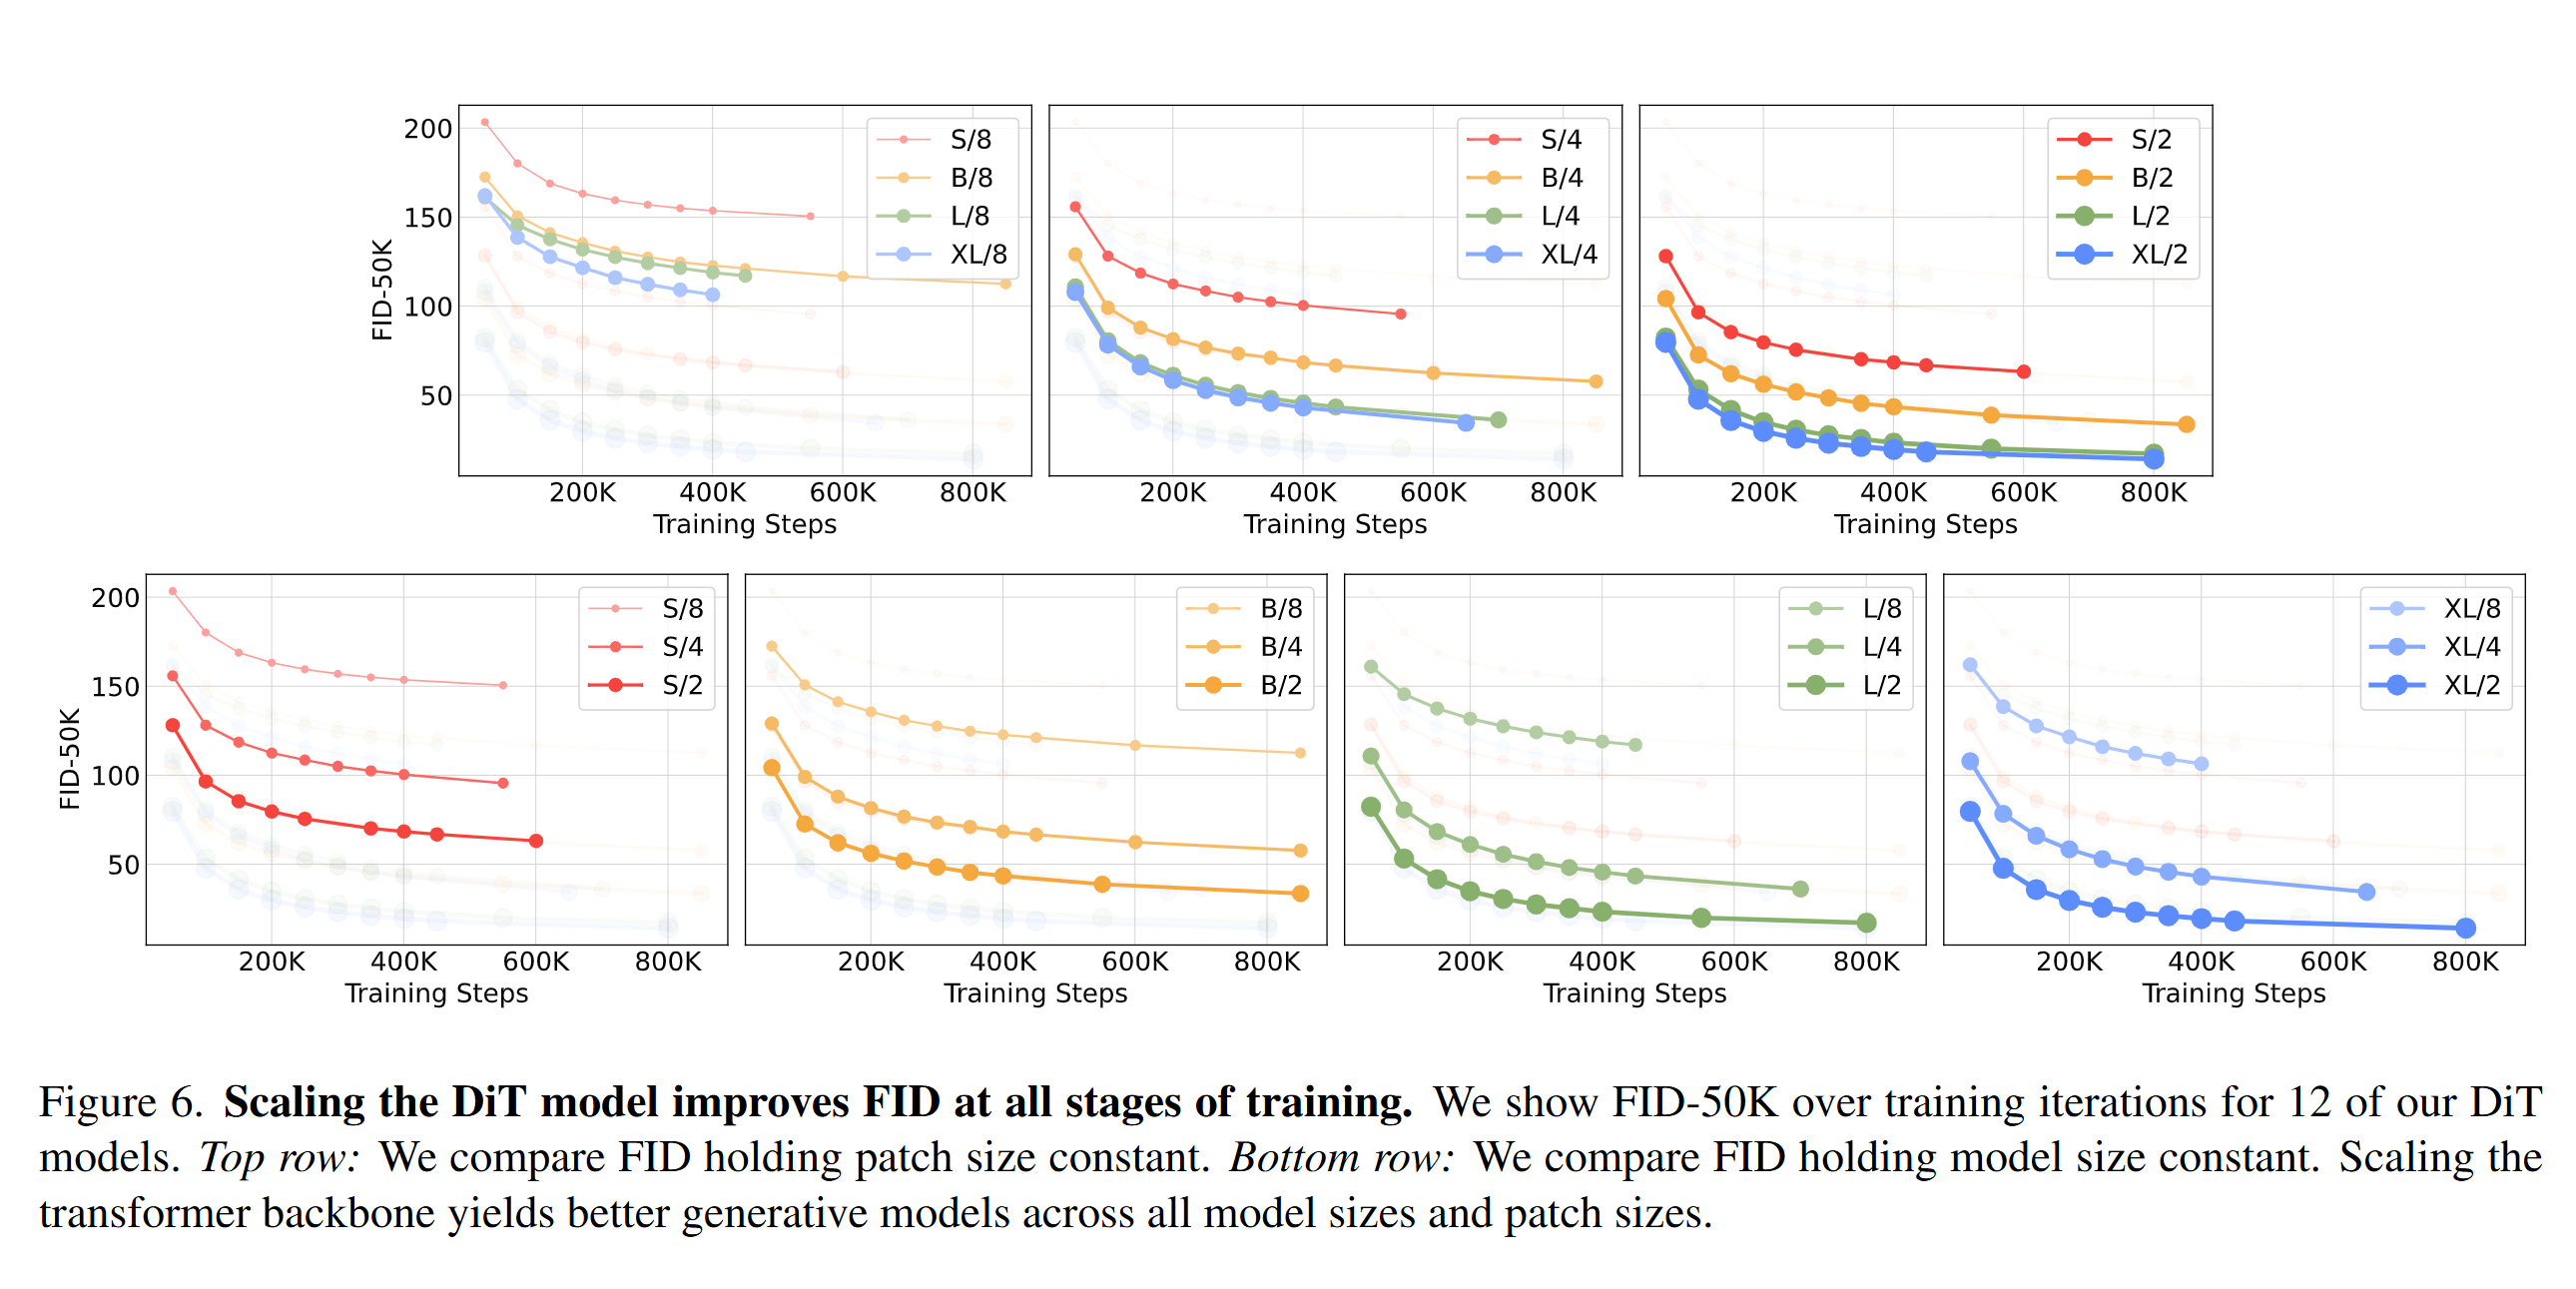 200
150
100
50
FID-50K
S/8
B/8
L/8
XL/8
200K 400K 600K 800K
Training Steps
S/4
B/4
L/4
XL/4
200K 400K 600K 800K
Training Steps
S/2
B/2
L/2
XL/2
200K 400K 600K 800K
Training Steps
200
150
100
50
FID-50K
S/8
S/4
S/2
200K 400K 600K 800K
Training Steps
B/8
B/4
B/2
200K 400K 600K 800K
Training Steps
L/8
L/4
L/2
200K 400K 600K 800K
Training Steps
XL/8
XL/4
XL/2
200K 400K 600K 800K
Training Steps
Figure 6. Scaling the DiT model improves FID at all stages of training. We show FID-50K over training iterations for 12 of our DiT
models. Top row: We compare FID holding patch size constant. Bottom row: We compare FID holding model size constant. Scaling the
transformer backbone yields better generative models across all model sizes and patch sizes.